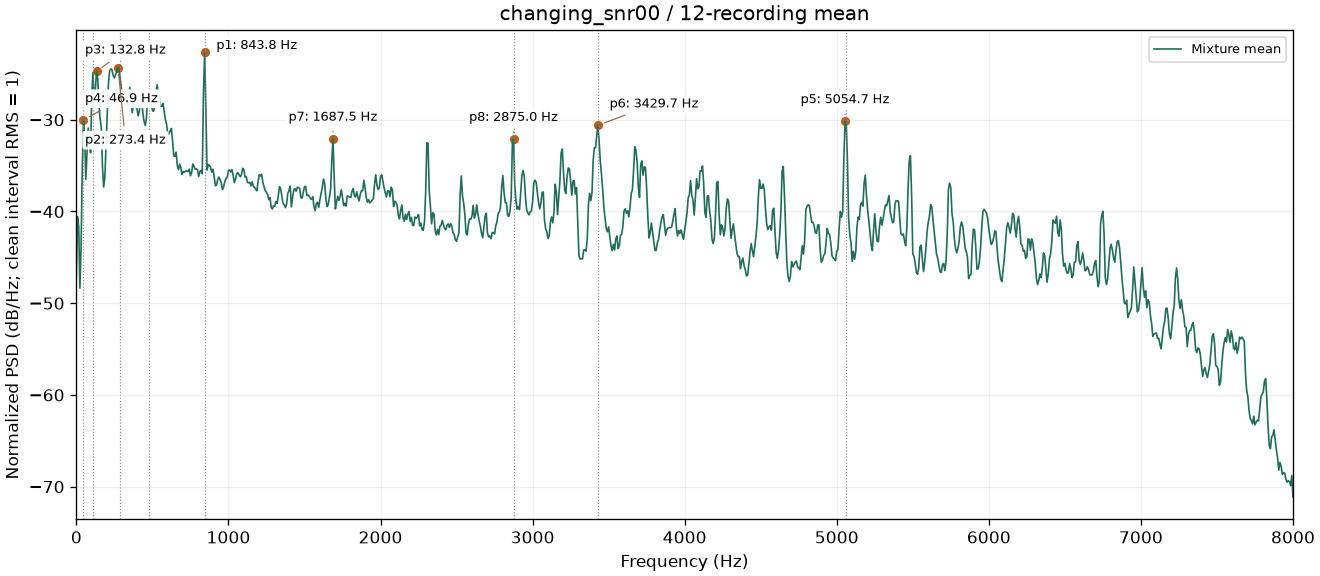 changing_snr00 / 12-recording mean
Normalized PSD (dB/Hz; clean interval RMS = 1)
Mixture mean
p3: 132.8 Hz
p1: 843.8 Hz
p4: 46.9 Hz
p2: 273.4 Hz
p7: 1687.5 Hz
p8: 2875.0 Hz
p6: 3429.7 Hz
p5: 5054.7 Hz
−30
−40
−50
−60
−70
0 1000 2000 3000 4000 5000 6000 7000 8000
Frequency (Hz)